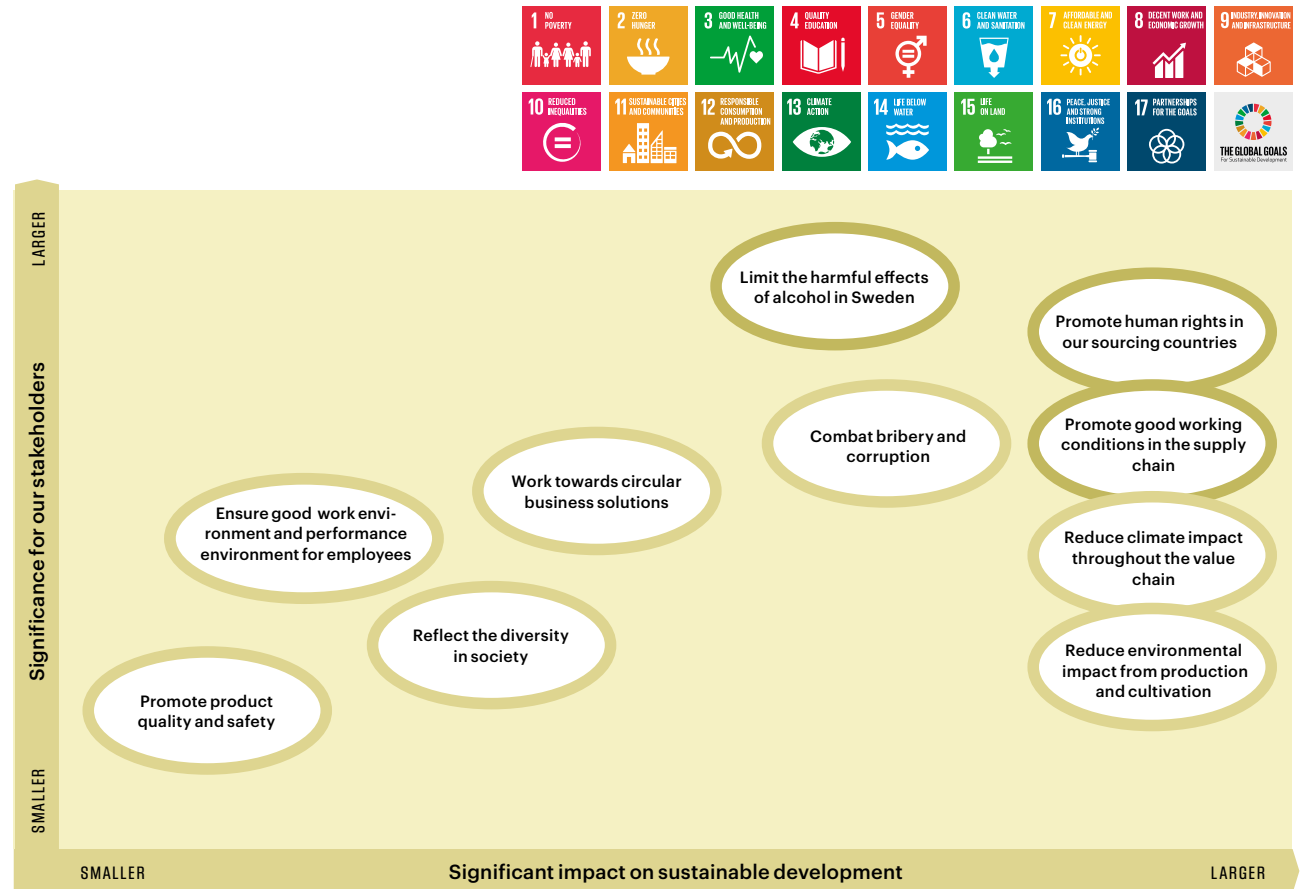 1 NO
POVERTY
2 ZERO
HUNGER
3 GOOD HEALTH
AND WELL-BEING
4 QUALITY
EDUCATION
5 GENDER
EQUALITY
6 CLEAN WATER
AND SANITATION
7 AFFORDABLE AND
CLEAN ENERGY
8 DECENT WORK AND
ECONOMIC GROWTH
9 INDUSTRY, INNOVATION
AND INFRASTRUCTURE
10 REDUCED
INEQUALITIES
11 SUSTAINABLE CITIES
AND COMMUNITIES
12 RESPONSIBLE
CONSUMPTION
AND PRODUCTION
13 CLIMATE
ACTION
14 LIFE BELOW
WATER
15 LIFE
ON LAND
16 PEACE, JUSTICE
AND STRONG
INSTITUTIONS
17 PARTNERSHIPS
FOR THE GOALS
THE GLOBAL GOALS
For Sustainable Development
LARGER
Significance for our stakeholders
SMALLER
Limit the harmful effects
of alcohol in Sweden
Promote human rights in
our sourcing countries
Combat bribery and
corruption
Promote good working
conditions in the supply
chain
Work towards circular
business solutions
Ensure good work envi-
ronment and performance
environment for employees
Reduce climate impact
throughout the value
chain
Reflect the diversity
in society
Reduce environmental
impact from production
and cultivation
Promote product
quality and safety
SMALLER
Significant impact on sustainable development
LARGER